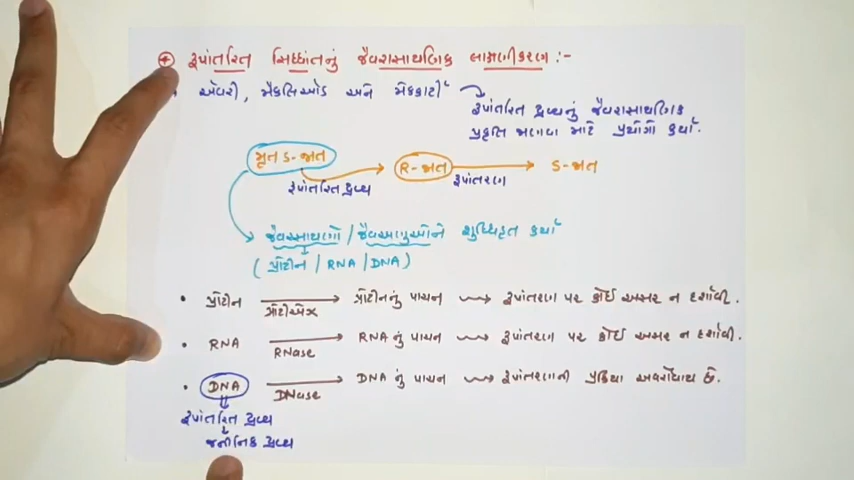 રૂપાંતરિત સિદ્ધાંતનું જૈવરાસાયણિક લાક્ષણીકરણ :-
એવરી, મૈકલિઓડ અને મેકકાર્ટી
રૂપાંતરિત દ્રવ્યનું જૈવરાસાયણિક
પ્રકૃતિ જાણવા માટે પ્રયોગો કર્યા.
મૃત S-જાત
R-જાત
S-જાત
રૂપાંતરિત દ્રવ્ય
રૂપાંતરણ
જૈવરસાયણો / જૈવઅણુઓને શુધ્ધિકૃત કર્યા
( પ્રોટીન / RNA / DNA )
• પ્રોટીન પ્રોટીએઝ પ્રોટીનનું પાચન રૂપાંતરણ પર કોઈ અસર ન દર્શાવી.
• RNA RNase RNA નું પાચન રૂપાંતરણ પર કોઈ અસર ન દર્શાવી.
• DNA DNase DNA નું પાચન રૂપાંતરણની પ્રક્રિયા અવરોધાય છે.
રૂપાંતરિત દ્રવ્ય
જનીનિક દ્રવ્ય